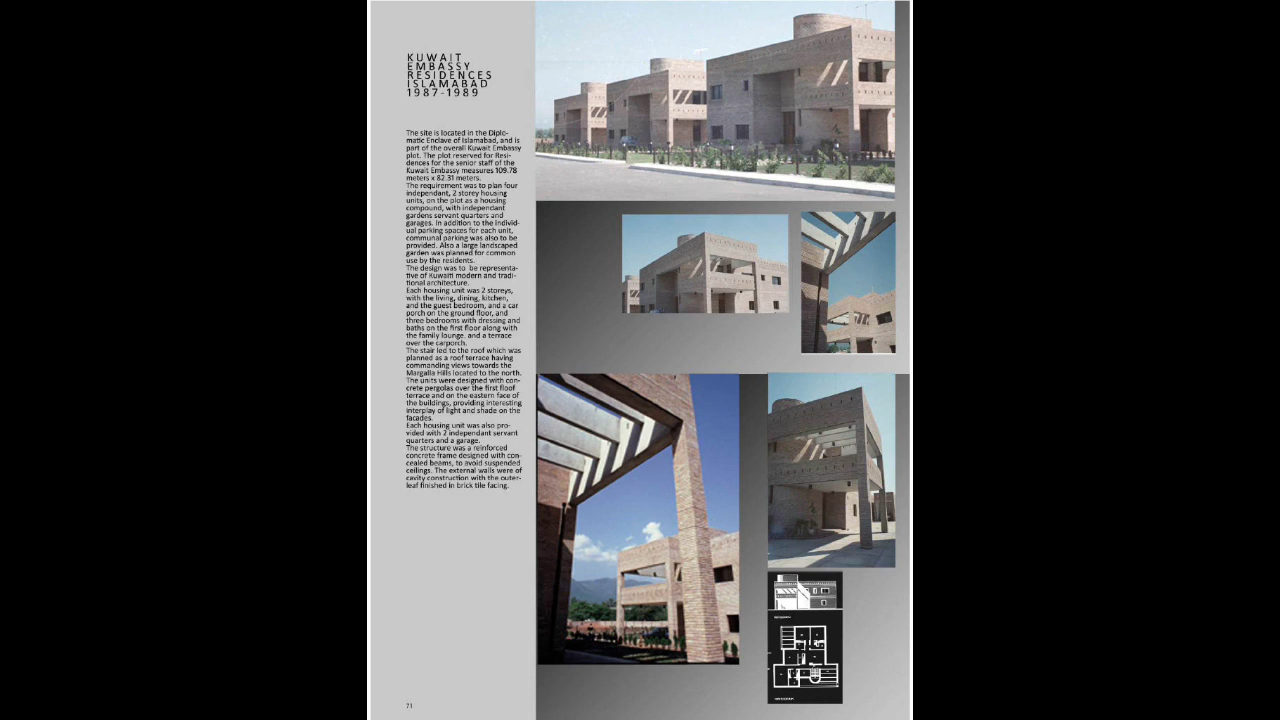 KUWAIT
EMBASSY
RESIDENCES
ISLAMABAD
1987-1989
The site is located in the Diplo-
matic Enclave of Islamabad, and is
part of the overall Kuwait Embassy
plot. The plot reserved for Resi-
dences for the senior staff of the
Kuwait Embassy measures 109.78
meters x 82.31 meters.
The requirement was to plan four
independant, 2 storey housing
units, on the plot as a housing
compound, with independant
gardens servant quarters and
garages. In addition to the individ-
ual parking spaces for each unit,
communal parking was also to be
provided. Also a large landscaped
garden was planned for common
use by the residents.
The design was to be representa-
tive of Kuwaiti modern and tradi-
tional architecture.
Each housing unit was 2 storeys,
with the living, dining, kitchen,
and the guest bedroom, and a car
porch on the ground floor, and
three bedrooms with dressing and
baths on the first floor along with
the family lounge. and a terrace
over the carporch.
The stair led to the roof which was
planned as a roof terrace having
commanding views towards the
Margalla Hills located to the north.
The units were designed with con-
crete pergolas over the first floof
terrace and on the eastern face of
the buildings, providing interesting
interplay of light and shade on the
facades.
Each housing unit was also pro-
vided with 2 independant servant
quarters and a garage.
The structure was a reinforced
concrete frame designed with con-
cealed beams, to avoid suspended
ceilings. The external walls were of
cavity construction with the outer-
leaf finished in brick tile facing.
71